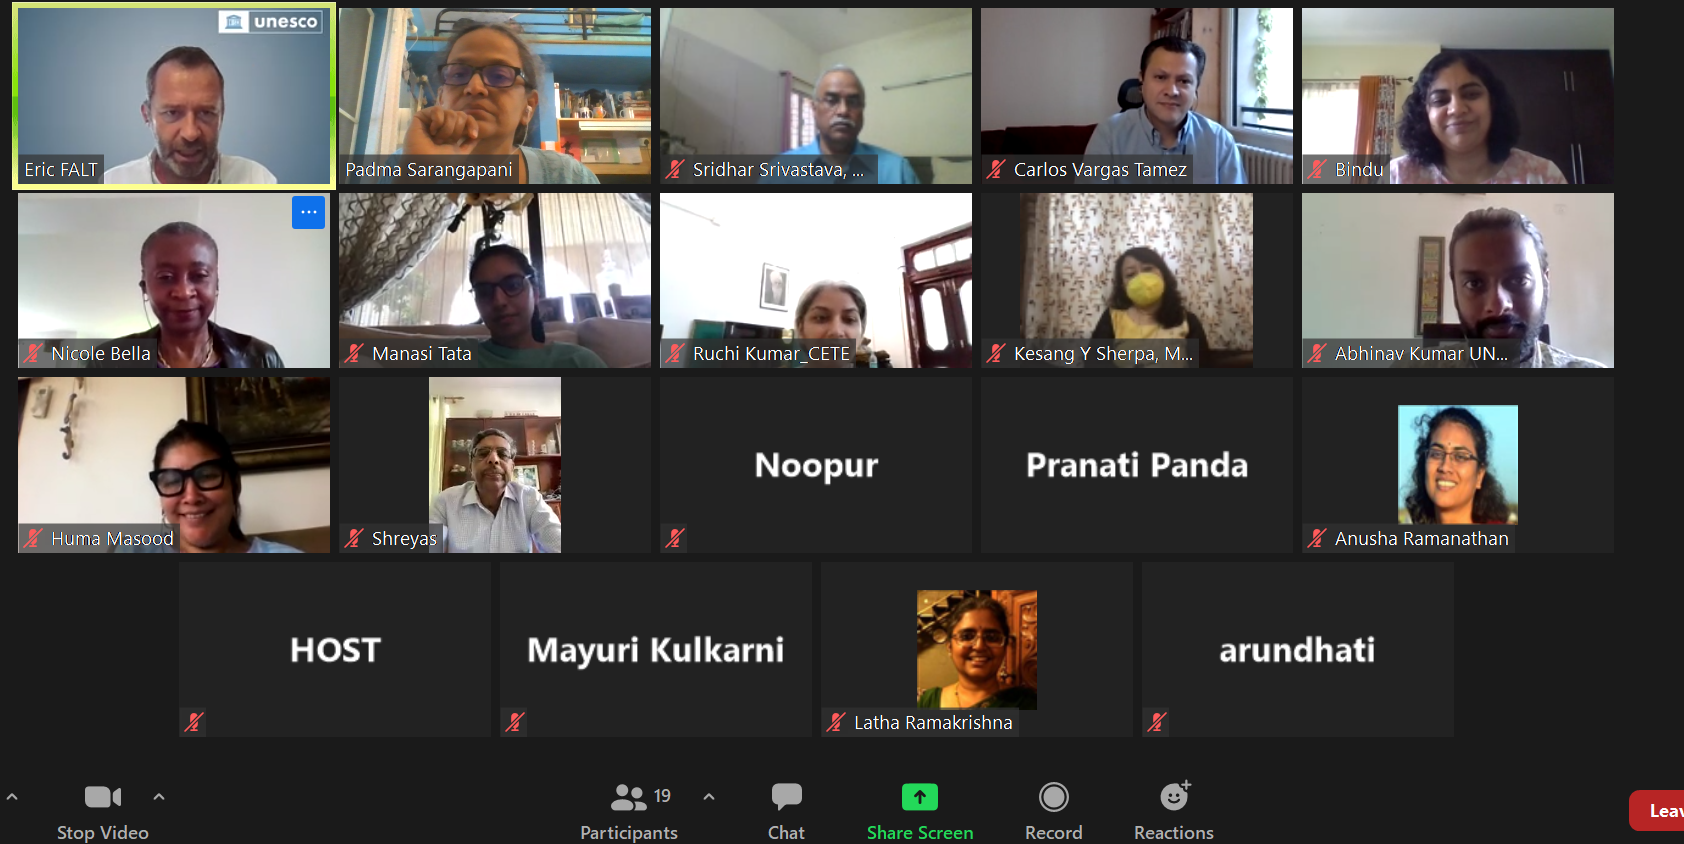 unesco
Eric FALT
Padma Sarangapani
Sridhar Srivastava, ...
Carlos Vargas Tamez
Bindu
Nicole Bella
Manasi Tata
Ruchi Kumar_CETE
Kesang Y Sherpa, M...
Abhinav Kumar UN...
Huma Masood
Shreyas
Noopur
Pranati Panda
Anusha Ramanathan
HOST
Mayuri Kulkarni
Latha Ramakrishna
arundhati
19
Stop Video
Participants
Chat
Share Screen
Record
Reactions
Leav